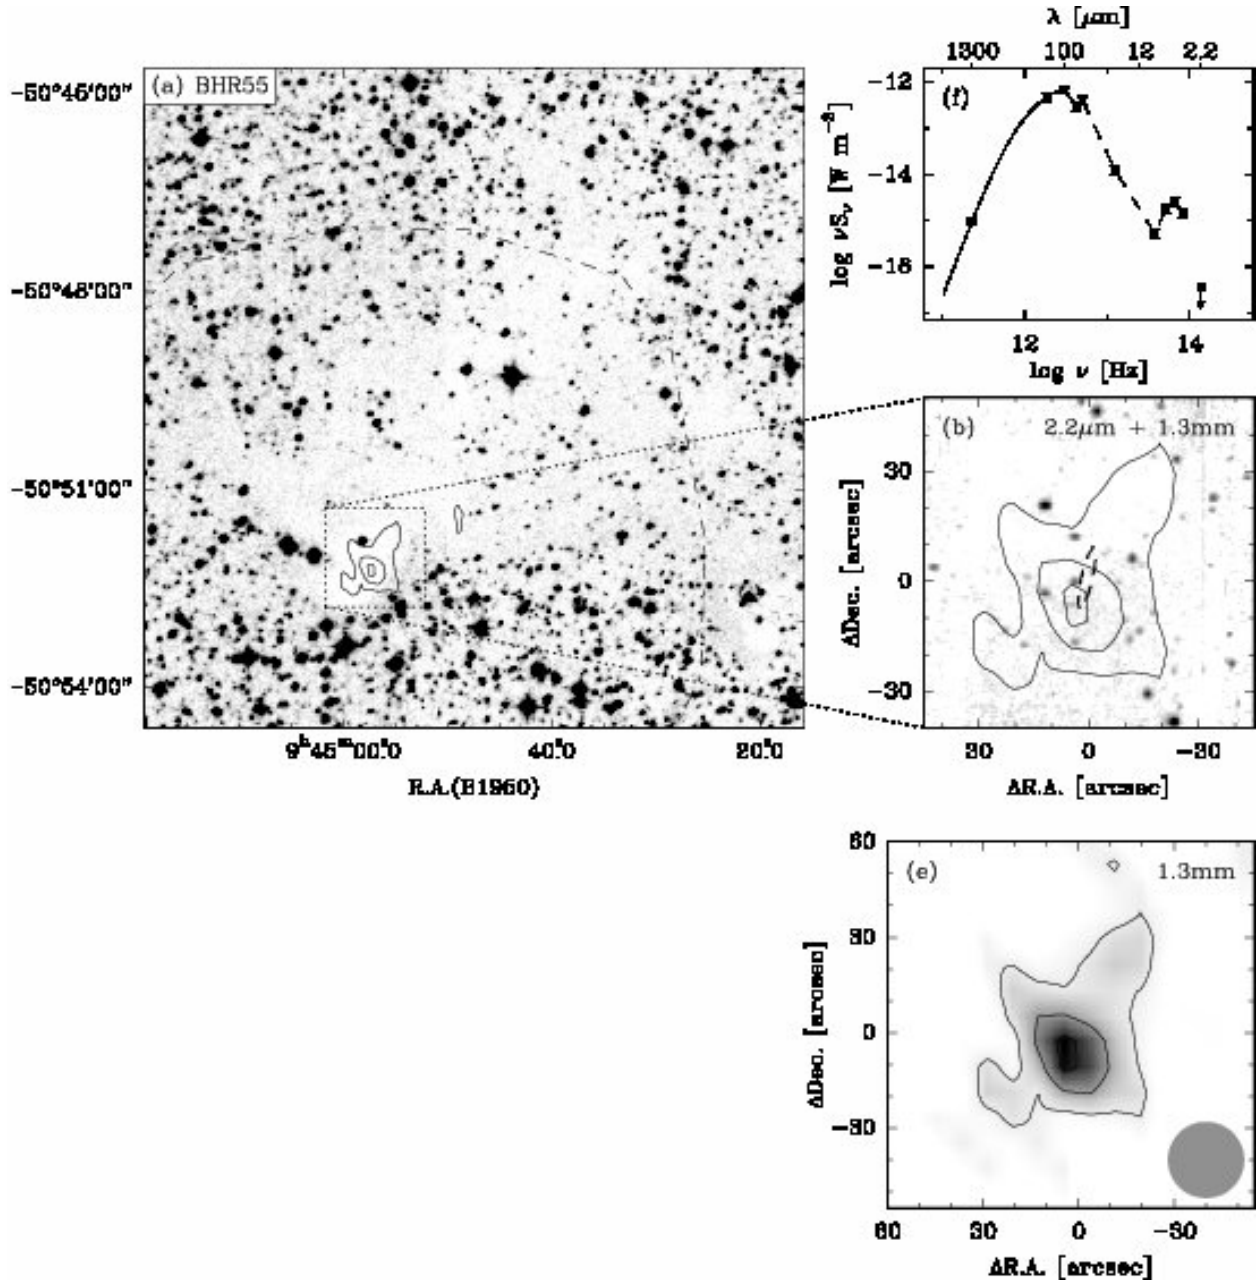 (a) BHR55
−50°45′00″
−50°48′00″
−50°51′00″
−50°54′00″
9ʰ45ᵐ00ˢ.0
40ˢ.0
20ˢ.0
R.A.(B1950)
λ [μm]
1300 100 12 2.2
(f)
−12
−14
−16
log νSν [W m⁻²]
12 14
log ν [Hz]
(b) 2.2μm + 1.3mm
30
0
−30
ΔDec. [arcsec]
30 0 −30
ΔR.A. [arcsec]
(e) 1.3mm
60
30
0
−30
ΔDec. [arcsec]
60 30 0 −30
ΔR.A. [arcsec]